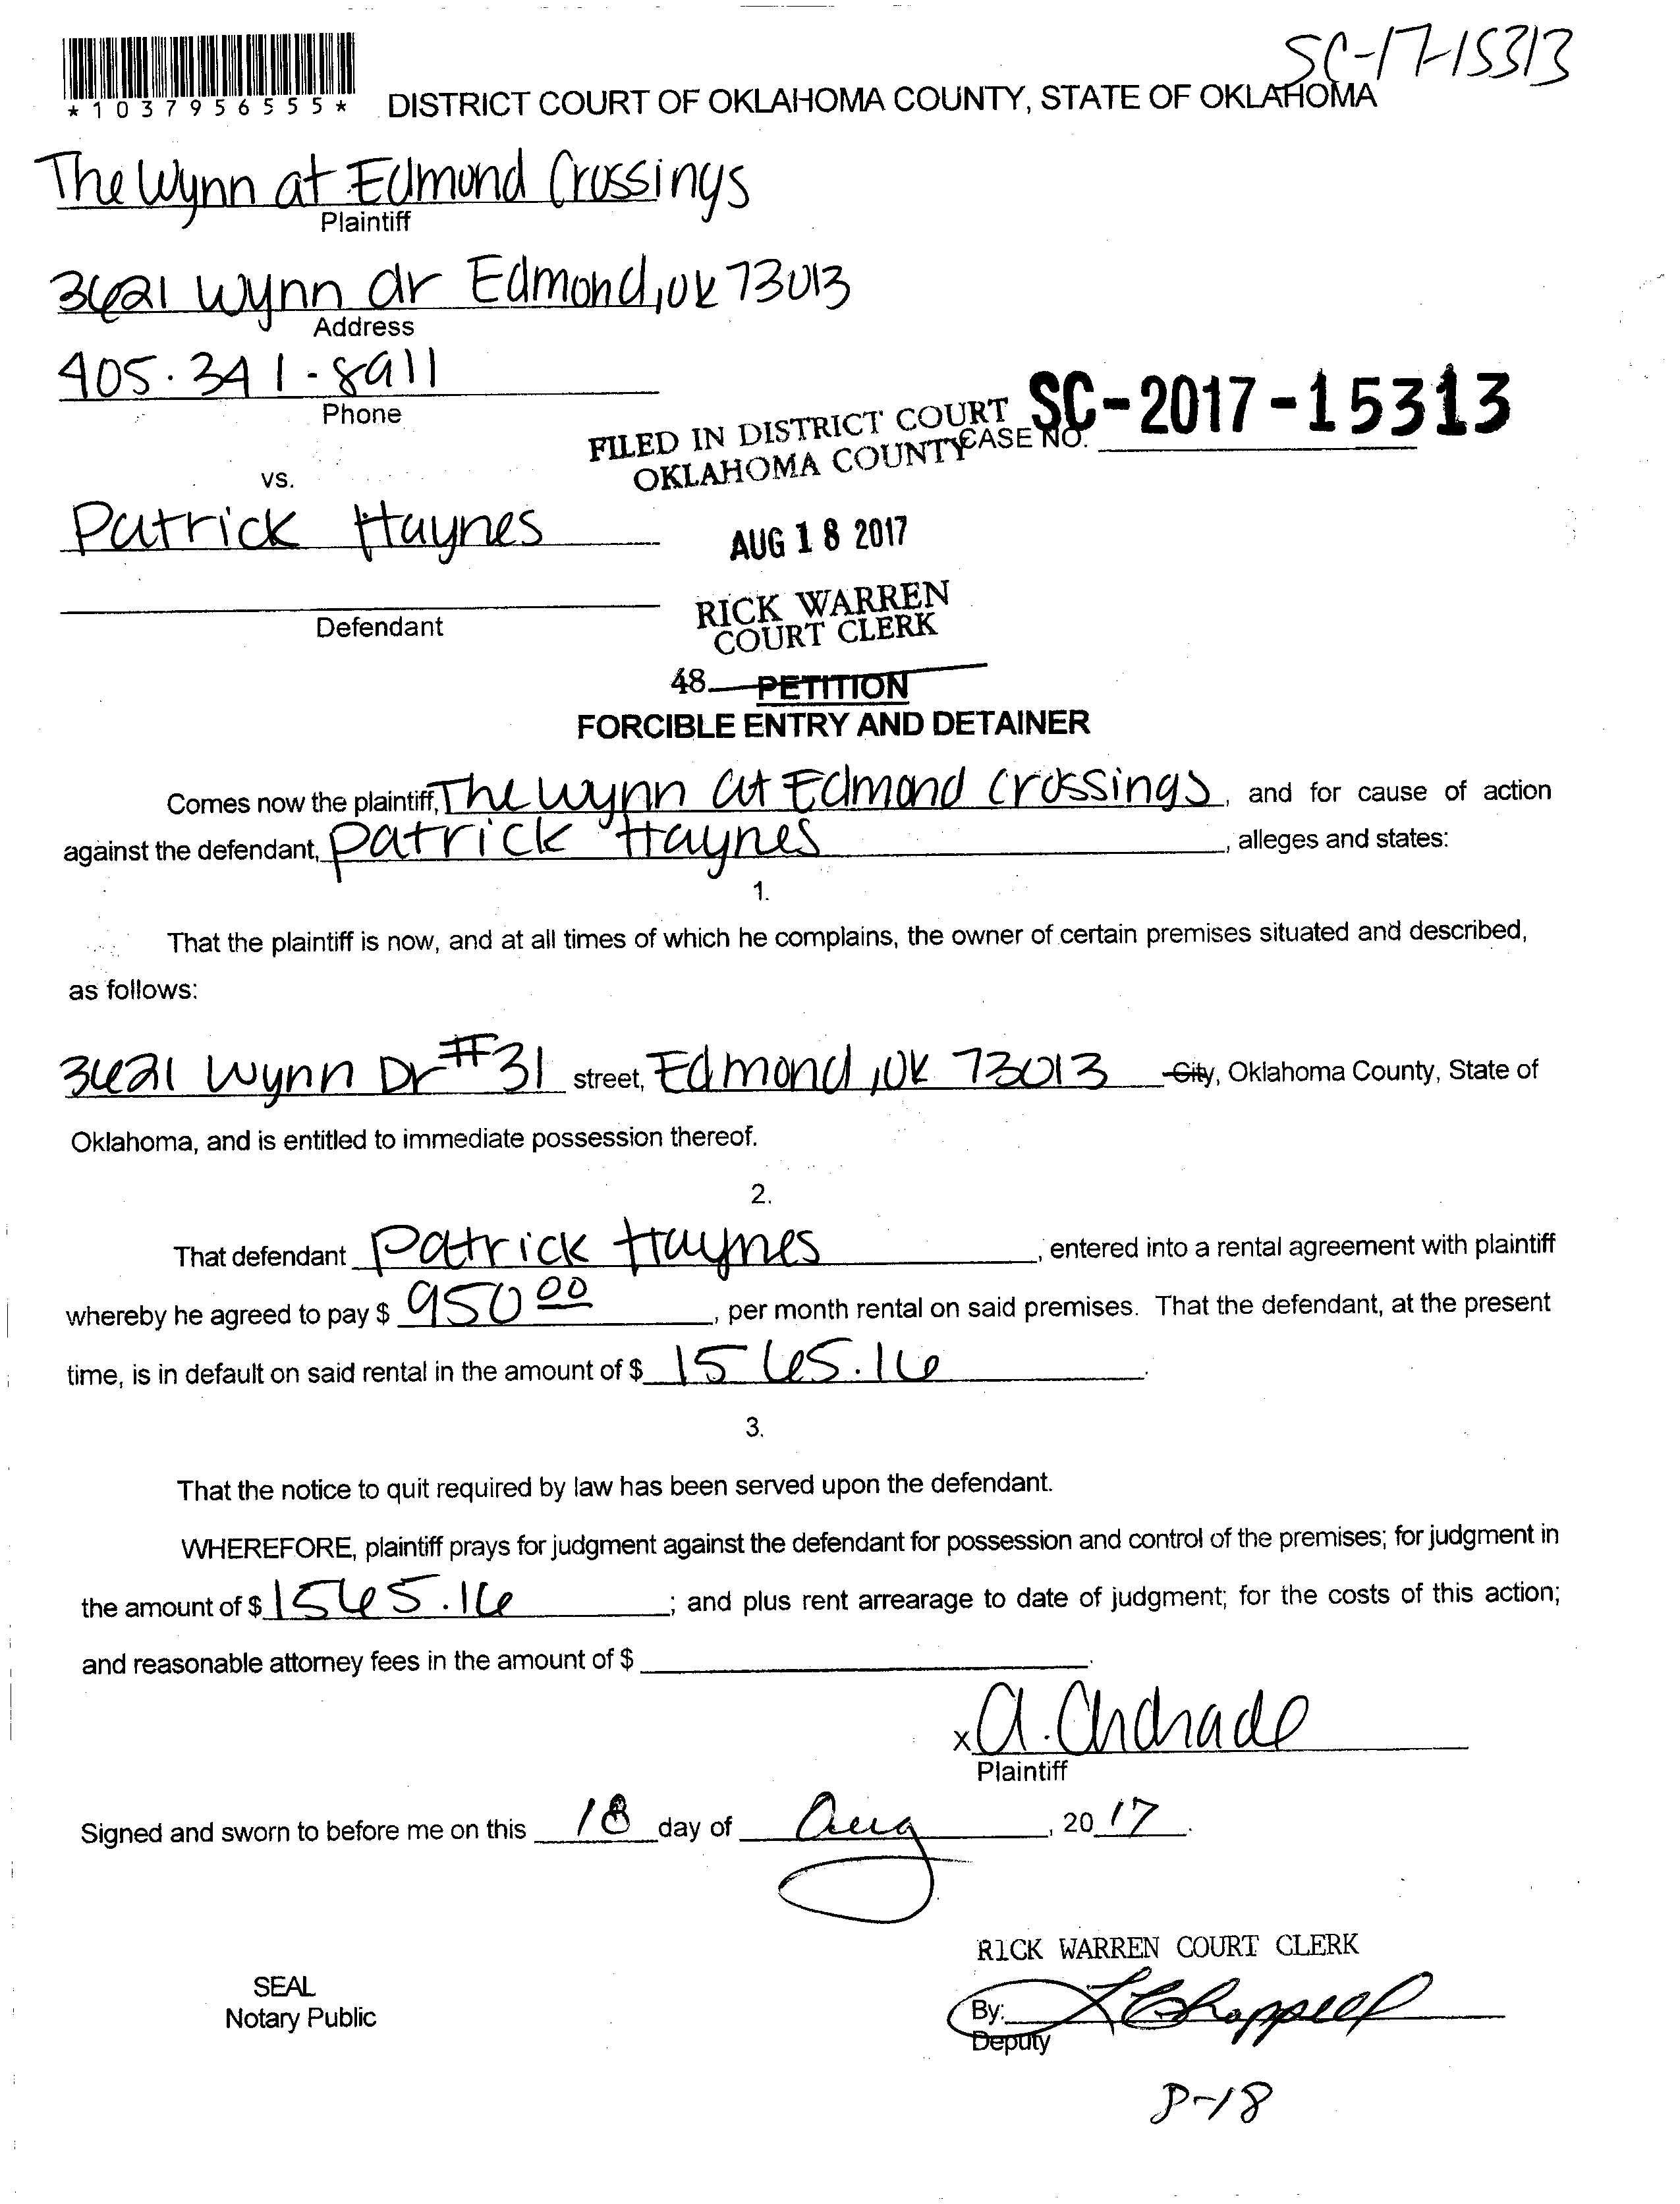 SC-17-15313
*1037956555*
DISTRICT COURT OF OKLAHOMA COUNTY, STATE OF OKLAHOMA
The Wynn at Edmond Crossings
Plaintiff
3621 Wynn dr Edmond, OK 73013
Address
405.341-8911
Phone
FILED IN DISTRICT COURT
OKLAHOMA COUNTY
CASE NO. SC-2017-15313
vs.
Patrick Haynes
AUG 18 2017
Defendant
RICK WARREN
COURT CLERK
48
PETITION
FORCIBLE ENTRY AND DETAINER
Comes now the plaintiff, The Wynn at Edmond Crossings, and for cause of action
against the defendant, Patrick Haynes, alleges and states:
1.
That the plaintiff is now, and at all times of which he complains, the owner of certain premises situated and described,
as follows:
3621 Wynn Dr #31 street, Edmond, OK 73013 City, Oklahoma County, State of
Oklahoma, and is entitled to immediate possession thereof.
2.
That defendant Patrick Haynes, entered into a rental agreement with plaintiff
whereby he agreed to pay $ 950 00, per month rental on said premises. That the defendant, at the present
time, is in default on said rental in the amount of $ 1565.16.
3.
That the notice to quit required by law has been served upon the defendant.
WHEREFORE, plaintiff prays for judgment against the defendant for possession and control of the premises; for judgment in
the amount of $ 1565.16; and plus rent arrearage to date of judgment; for the costs of this action;
and reasonable attorney fees in the amount of $ .
x A. Andrade
Plaintiff
Signed and sworn to before me on this 18 day of Aug, 20 17.
RICK WARREN COURT CLERK
SEAL
Notary Public
By: Chappell
Deputy
8-18